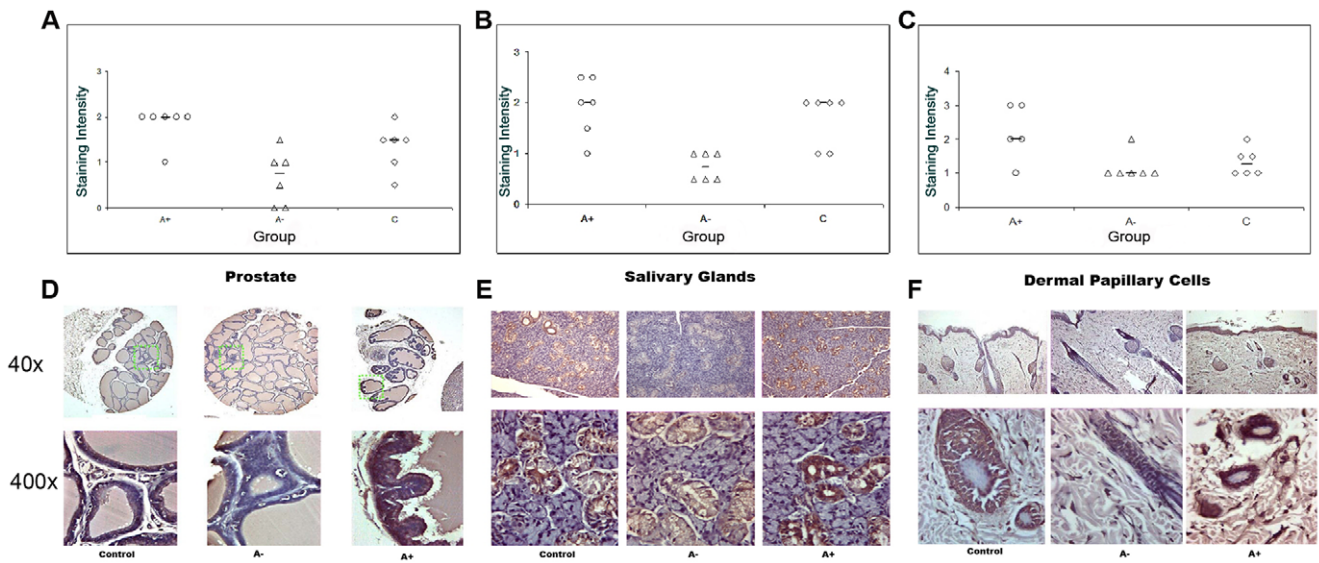 A
Staining Intensity
3
2
1
0
A+ A- C
Group
B
Staining Intensity
3
2
1
0
A+ A- C
Group
C
Staining Intensity
4
3
2
1
0
A+ A- C
Group
D
Prostate
40x
400x
Control A- A+
E
Salivary Glands
Control A- A+
F
Dermal Papillary Cells
Control A- A+